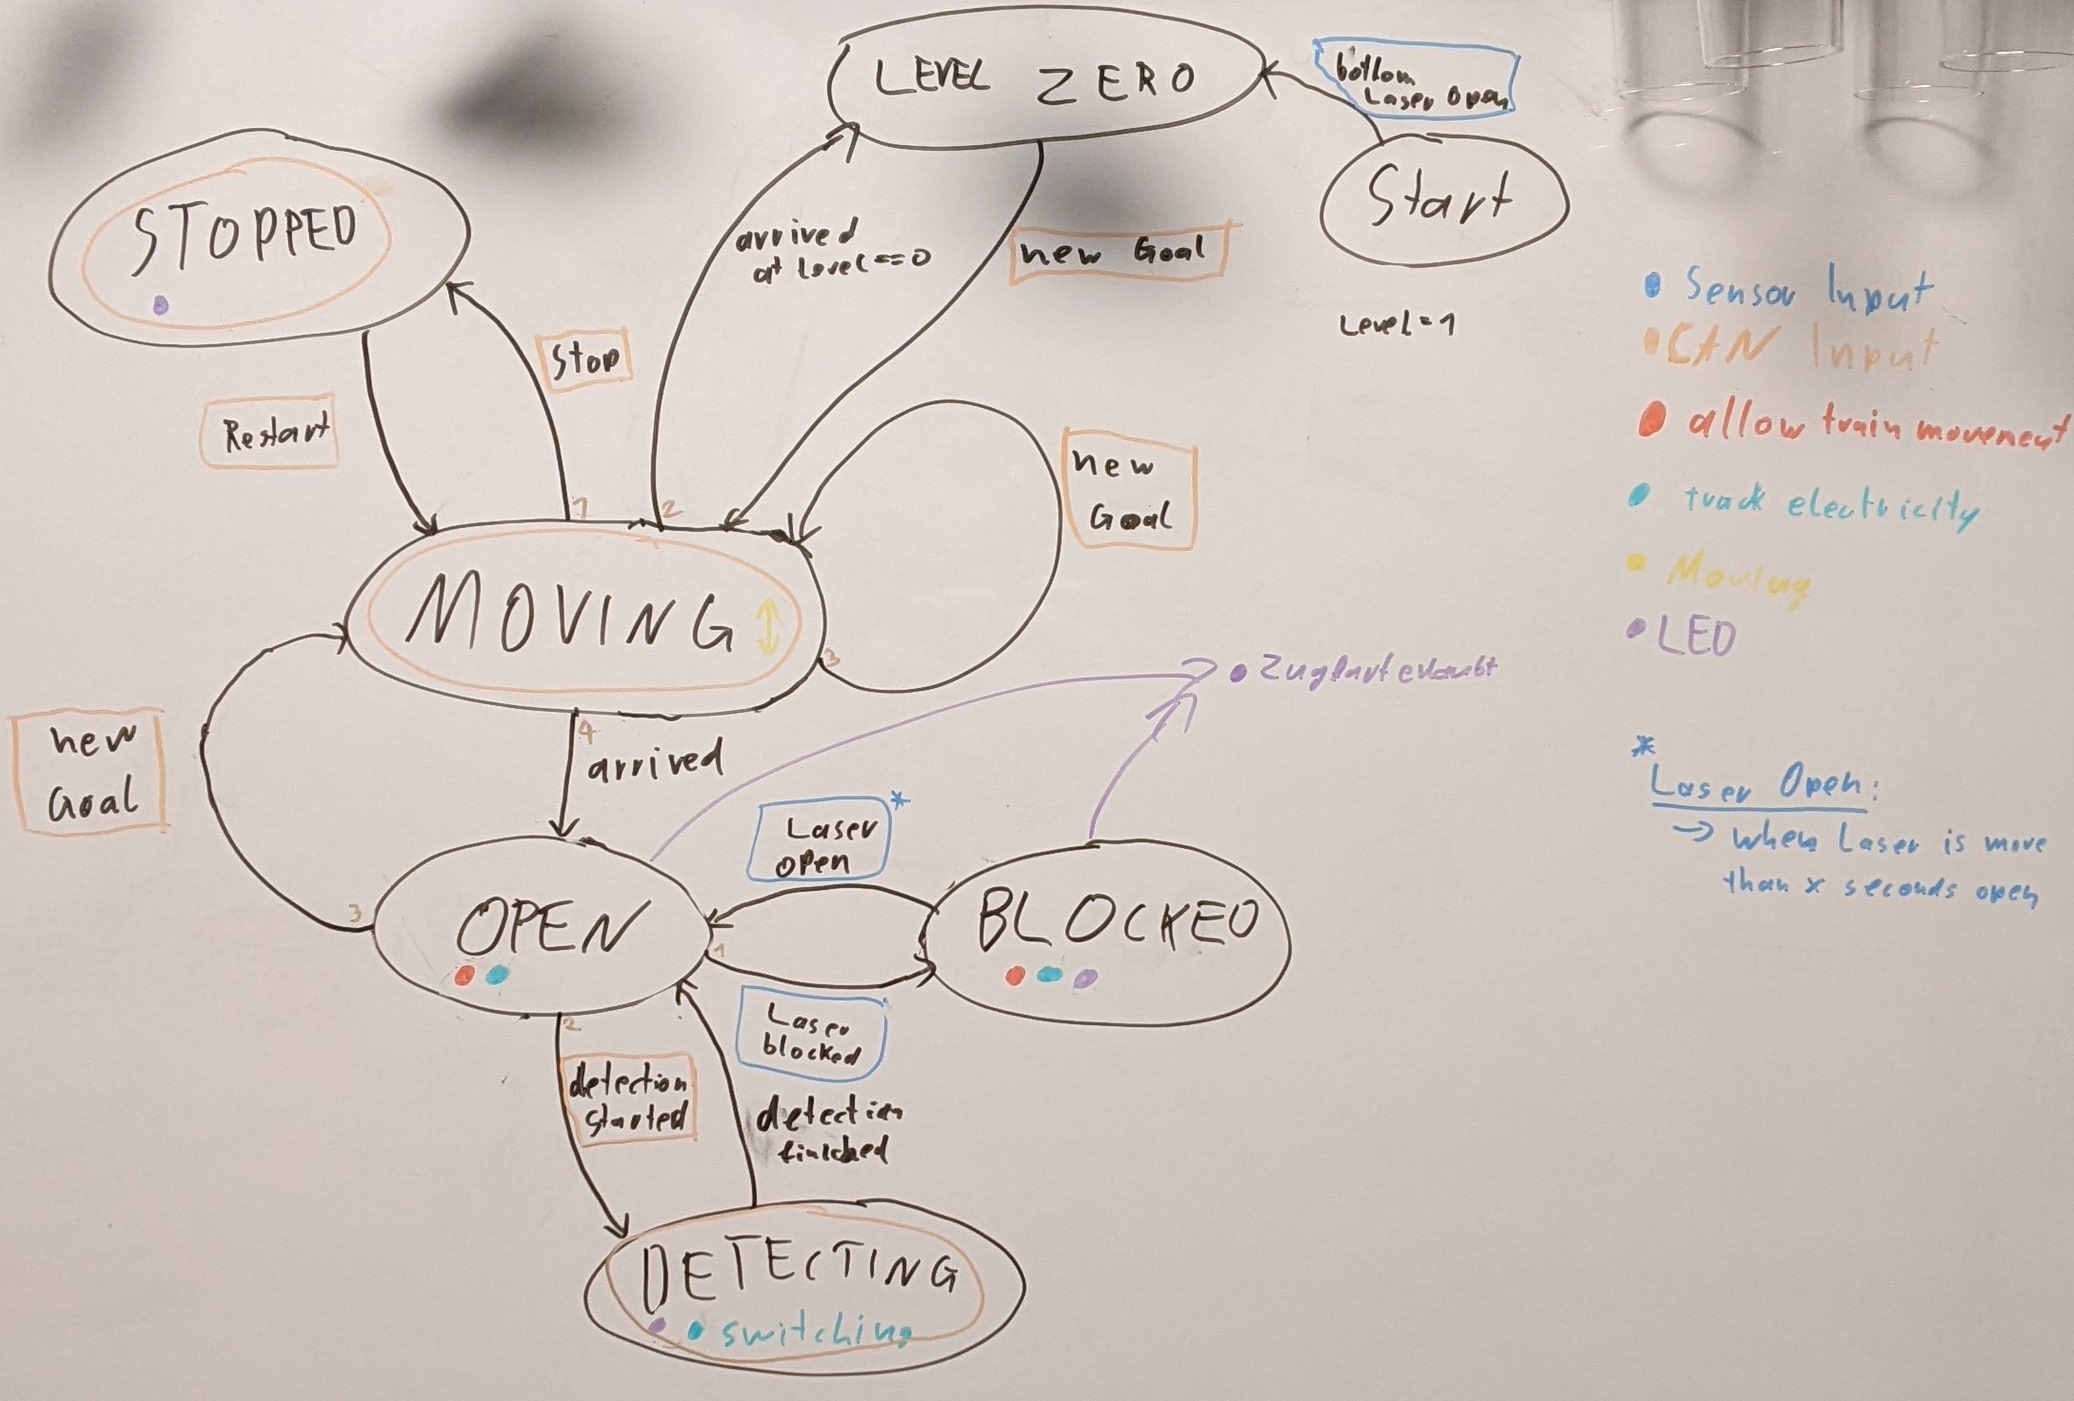 LEVEL ZERO
bottom
Laser Open
Start
STOPPED
arrived
at Level==0
new Goal
Level=1
Stop
Restart
1
2
new
Goal
MOVING
3
4
arrived
new
Goal
Laser
open
*
OPEN
3
1
2
BLOCKED
Laser
blocked
detection
started
detection
finished
DETECTING
switching
Sensor Input
CAN Input
allow train movement
track electricity
Moving
LED
*
Laser Open:
→ when Laser is more
than x seconds open